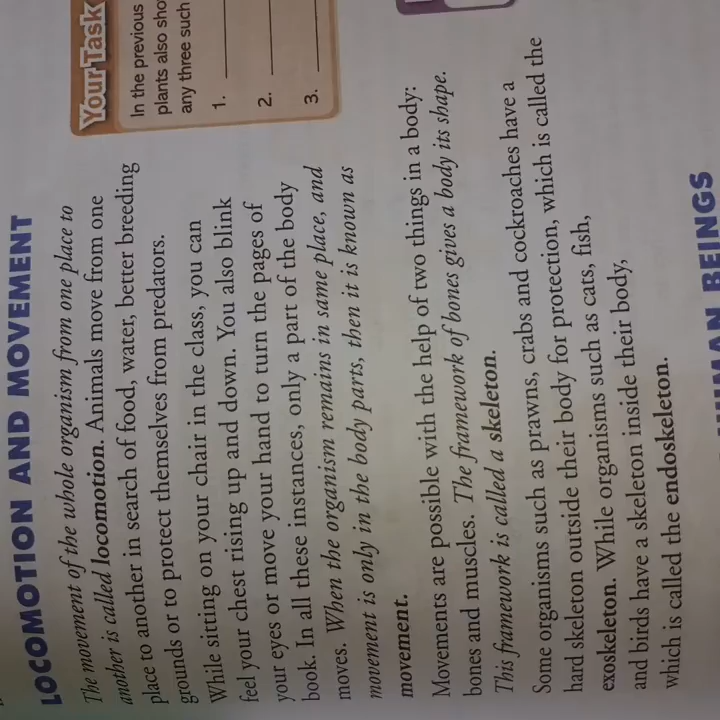 LOCOMOTION AND MOVEMENT
The movement of the whole organism from one place to
another is called locomotion. Animals move from one
place to another in search of food, water, better breeding
grounds or to protect themselves from predators.
While sitting on your chair in the class, you can
feel your chest rising up and down. You also blink
your eyes or move your hand to turn the pages of
book. In all these instances, only a part of the body
moves. When the organism remains in same place, and
movement is only in the body parts, then it is known as
movement.
Movements are possible with the help of two things in a body:
bones and muscles. The framework of bones gives a body its shape.
This framework is called a skeleton.
Some organisms such as prawns, crabs and cockroaches have a
hard skeleton outside their body for protection, which is called the
exoskeleton. While organisms such as cats, fish,
and birds have a skeleton inside their body,
which is called the endoskeleton.
Your Task
In the previous
plants also sho
any three such
1.
2.
3.
HUMAN BEINGS